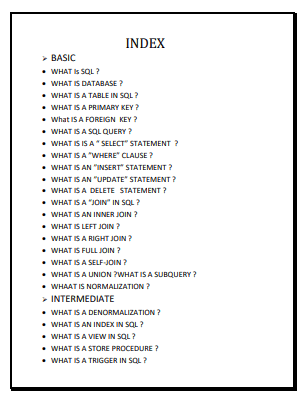 INDEX
➢ BASIC
• WHAT Is SQL ?
• WHAT IS DATABASE ?
• WHAT IS A TABLE IN SQL ?
• WHAT IS A PRIMARY KEY ?
• What IS A FOREIGN KEY ?
• WHAT IS A SQL QUERY ?
• WHAT IS IS A " SELECT" STATEMENT ?
• WHAT IS A "WHERE" CLAUSE ?
• WHAT IS AN "INSERT" STATEMENT ?
• WHAT IS AN "UPDATE" STATEMENT ?
• WHAT IS A DELETE STATEMENT ?
• WHAT IS A "JOIN" IN SQL ?
• WHAT IS AN INNER JOIN ?
• WHAT IS LEFT JOIN ?
• WHAT IS A RIGHT JOIN ?
• WHAT IS FULL JOIN ?
• WHAT IS A SELF-JOIN ?
• WHAT IS A UNION ?WHAT IS A SUBQUERY ?
• WHAAT IS NORMALIZATION ?
➢ INTERMEDIATE
• WHAT IS A DENORMALIZATION ?
• WHAT IS AN INDEX IN SQL ?
• WHAT IS A VIEW IN SQL ?
• WHAT IS A STORE PROCEDURE ?
• WHAT IS A TRIGGER IN SQL ?